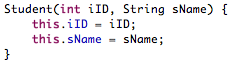 Student(int iID, String sName) {
    this.iID = iID;
    this.sName = sName;
}